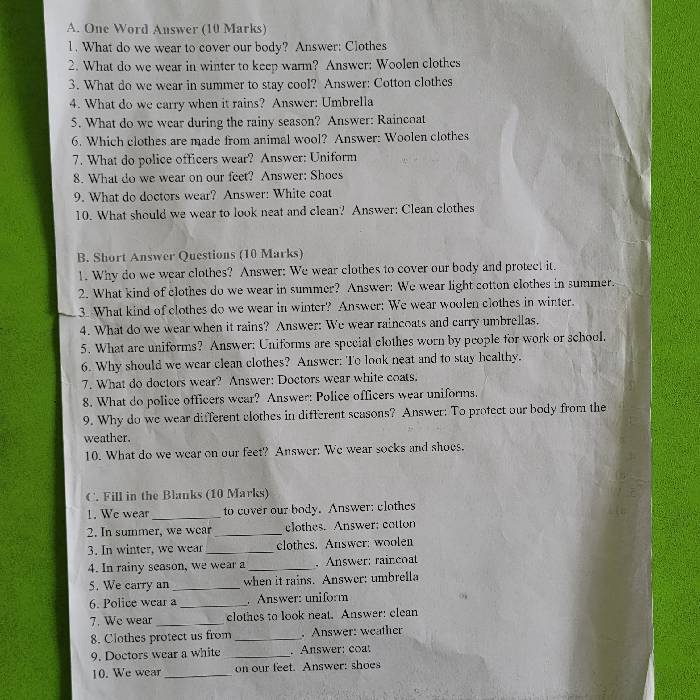 A. One Word Answer (10 Marks)
1. What do we wear to cover our body? Answer: Clothes
2. What do we wear in winter to keep warm? Answer: Woolen clothes
3. What do we wear in summer to stay cool? Answer: Cotton clothes
4. What do we carry when it rains? Answer: Umbrella
5. What do we wear during the rainy season? Answer: Raincoat
6. Which clothes are made from animal wool? Answer: Woolen clothes
7. What do police officers wear? Answer: Uniform
8. What do we wear on our feet? Answer: Shoes
9. What do doctors wear? Answer: White coat
10. What should we wear to look neat and clean? Answer: Clean clothes
B. Short Answer Questions (10 Marks)
1. Why do we wear clothes? Answer: We wear clothes to cover our body and protect it.
2. What kind of clothes do we wear in summer? Answer: We wear light cotton clothes in summer.
3. What kind of clothes do we wear in winter? Answer: We wear woolen clothes in winter.
4. What do we wear when it rains? Answer: We wear raincoats and carry umbrellas.
5. What are uniforms? Answer: Uniforms are special clothes worn by people for work or school.
6. Why should we wear clean clothes? Answer: To look neat and to stay healthy.
7. What do doctors wear? Answer: Doctors wear white coats.
8. What do police officers wear? Answer: Police officers wear uniforms.
9. Why do we wear different clothes in different seasons? Answer: To protect our body from the
weather.
10. What do we wear on our feet? Answer: We wear socks and shoes.
C. Fill in the Blanks (10 Marks)
1. We wear __________ to cover our body. Answer: clothes
2. In summer, we wear __________ clothes. Answer: cotton
3. In winter, we wear __________ clothes. Answer: woolen
4. In rainy season, we wear a __________. Answer: raincoat
5. We carry an __________ when it rains. Answer: umbrella
6. Police wear a __________. Answer: uniform
7. We wear __________ clothes to look neat. Answer: clean
8. Clothes protect us from __________. Answer: weather
9. Doctors wear a white __________. Answer: coat
10. We wear __________ on our feet. Answer: shoes